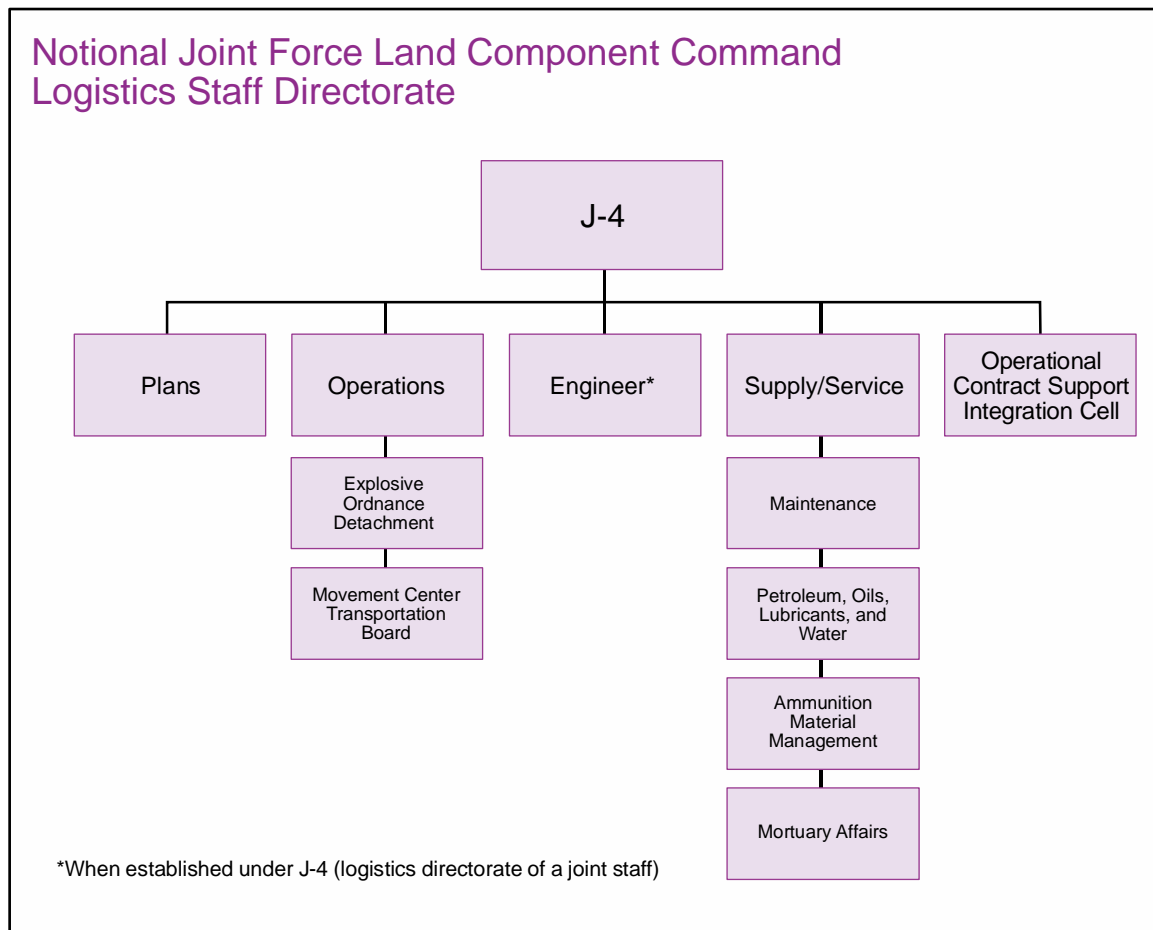 Notional Joint Force Land Component Command
Logistics Staff Directorate
J-4
Plans
Operations
Engineer*
Supply/Service
Operational
Contract Support
Integration Cell
Explosive
Ordnance
Detachment
Maintenance
Movement Center
Transportation
Board
Petroleum, Oils,
Lubricants, and
Water
Ammunition
Material
Management
Mortuary Affairs
*When established under J-4 (logistics directorate of a joint staff)